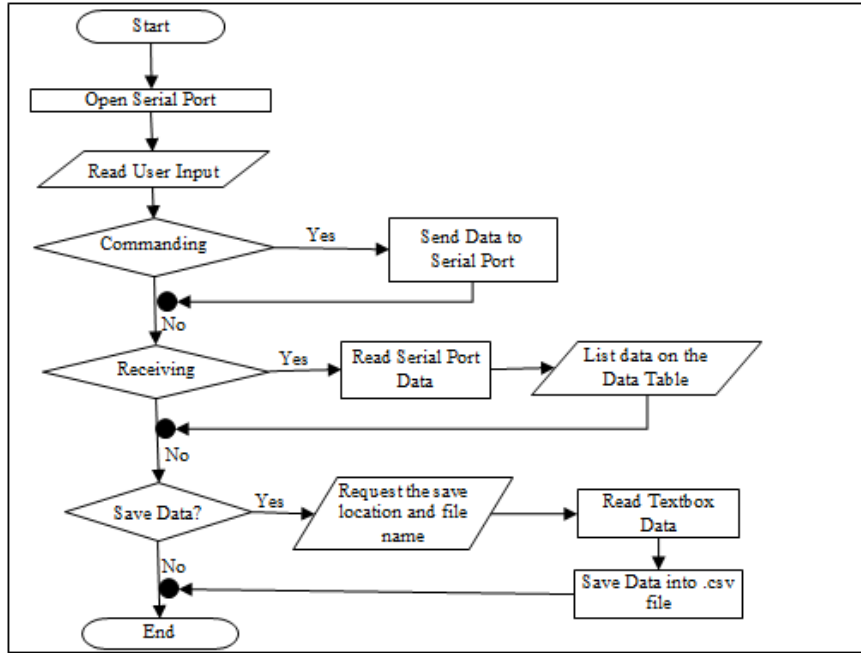 Start
Open Serial Port
Read User Input
Commanding
Yes
Send Data to
Serial Port
No
Receiving
Yes
Read Serial Port
Data
List data on the
Data Table
No
Save Data?
Yes
Request the save
location and file
name
Read Textbox
Data
No
Save Data into .csv
file
End